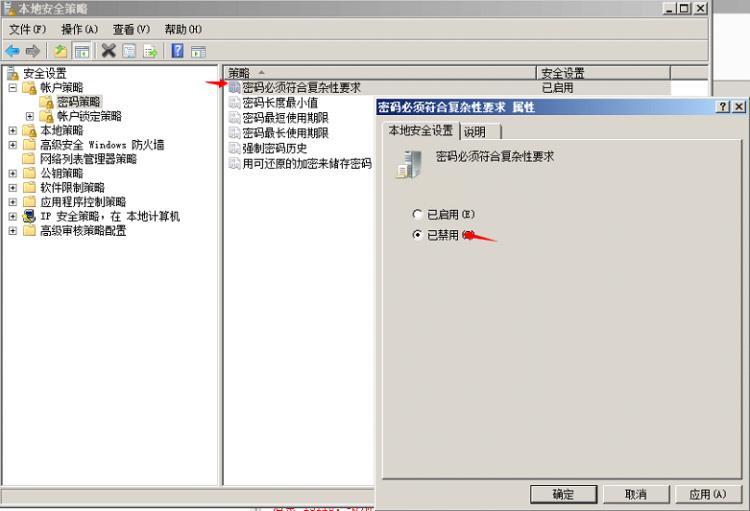 本地安全策略
文件(F) 操作(A) 查看(V) 帮助(H)
安全设置
帐户策略
密码策略
帐户锁定策略
本地策略
高级安全 Windows 防火墙
网络列表管理器策略
公钥策略
软件限制策略
应用程序控制策略
IP 安全策略，在 本地计算机
高级审核策略配置
策略 安全设置
密码必须符合复杂性要求 已启用
密码长度最小值
密码最短使用期限
密码最长使用期限
强制密码历史
用可还原的加密来储存密码
密码必须符合复杂性要求 属性
本地安全设置 说明
密码必须符合复杂性要求
已启用(E)
已禁用
确定 取消 应用(A)